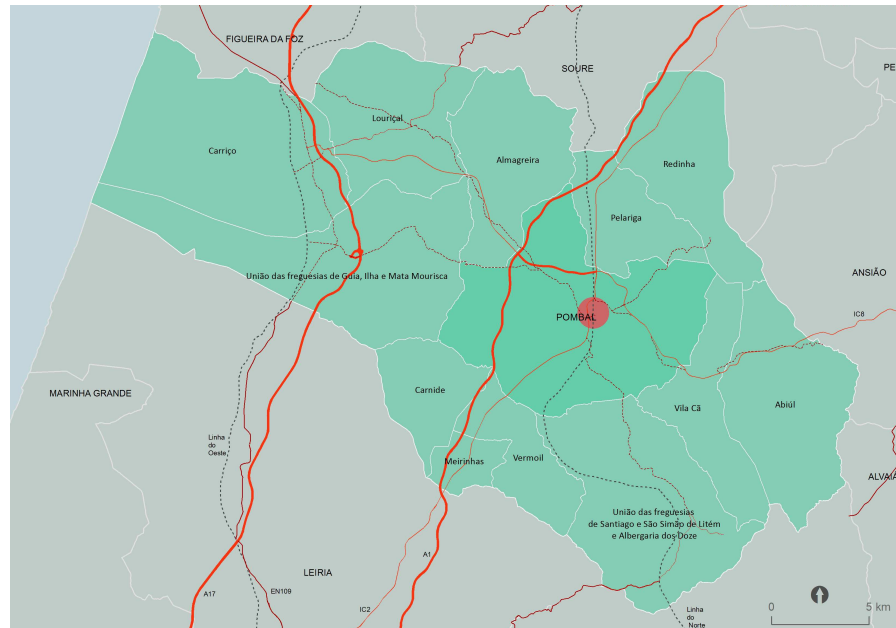 FIGUEIRA DA FOZ
SOURE
PE
Louriçal
Carriço
Almagreira
Redinha
Pelariga
União das freguesias de Guia, Ilha e Mata Mourisca
ANSIÃO
POMBAL
IC8
MARINHA GRANDE
Carnide
Vila Cã
Abiúl
Linha
do
Oeste
Meirinhas
Vermoil
ALVAIÁ
União das freguesias
de Santiago e São Simão de Litém
e Albergaria dos Doze
A1
LEIRIA
A17
EN109
IC2
0
5 km
Linha
do
Norte